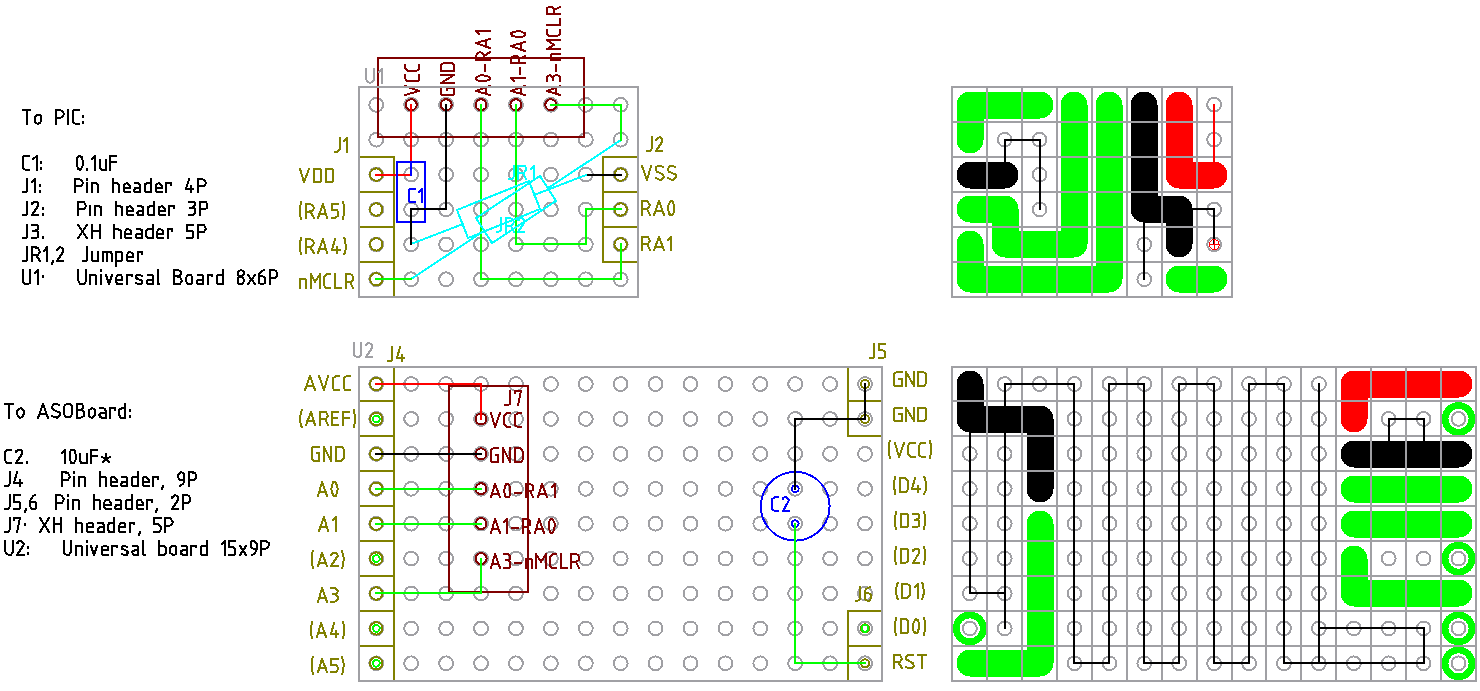 To PIC:
C1: 0.1uF
J1: Pin header 4P
J2: Pin header 3P
J3. XH header 5P
JR1,2 Jumper
U1· Universal Board 8x6P
U1
VCC
GND
A0-RA1
A1-RA0
A3-nMCLR
J1
J2
VDD
(RA5)
(RA4)
nMCLR
C1
JR1
JR2
VSS
RA0
RA1
To ASOBoard:
C2. 10uF*
J4 Pin header, 9P
J5,6 Pin header, 2P
J7· XH header, 5P
U2: Universal board 15x9P
U2
J4
J5
AVCC
(AREF)
GND
A0
A1
(A2)
A3
(A4)
(A5)
J7
VCC
GND
A0-RA1
A1-RA0
A3-nMCLR
C2
GND
GND
(VCC)
(D4)
(D3)
(D2)
(D1)
J6
(D0)
RST